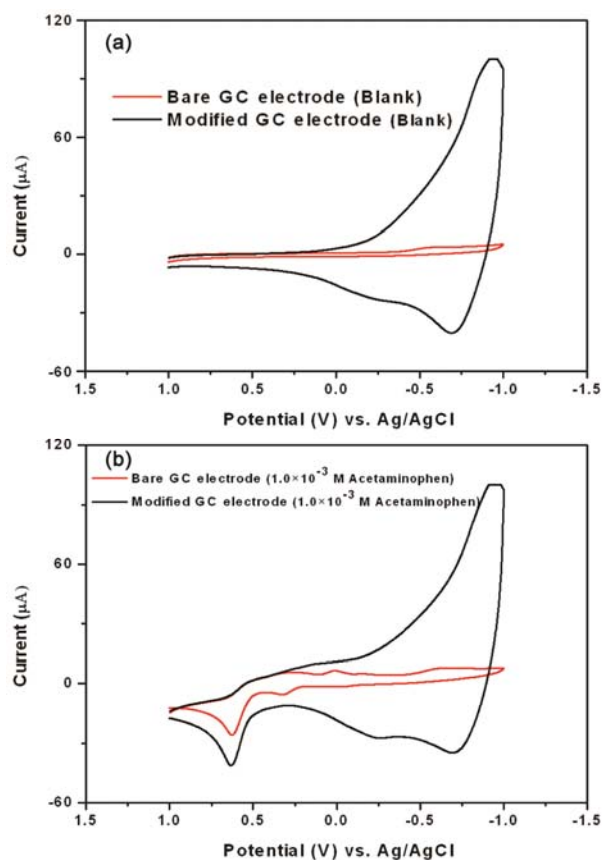 120
(a)
Bare GC electrode (Blank)
Modified GC electrode (Blank)
60
Current (μA)
0
-60
1.5 1.0 0.5 0.0 -0.5 -1.0 -1.5
Potential (V) vs. Ag/AgCl
120
(b)
Bare GC electrode (1.0×10⁻³ M Acetaminophen)
Modified GC electrode (1.0×10⁻³ M Acetaminophen)
60
Current (μA)
0
-60
1.5 1.0 0.5 0.0 -0.5 -1.0 -1.5
Potential (V) vs. Ag/AgCl